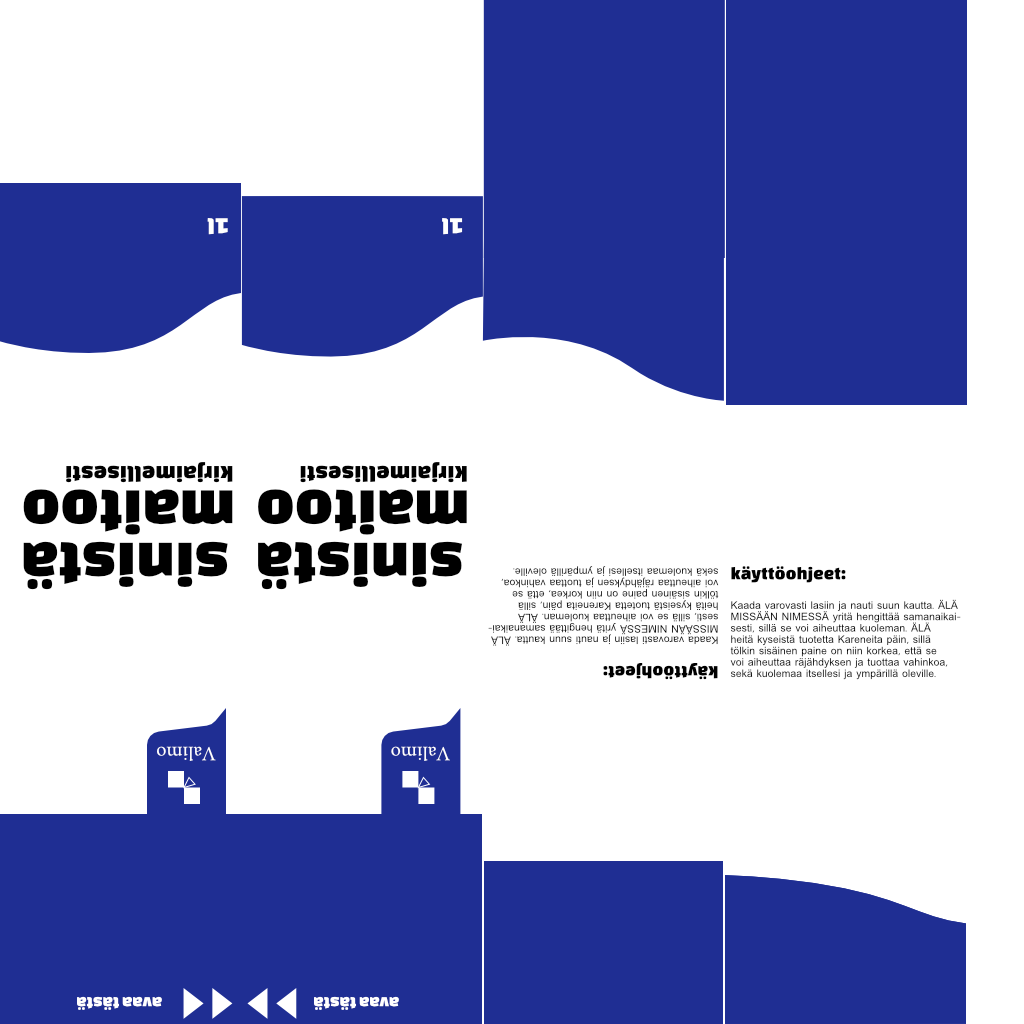 1l
1l
sinistä
maitoo
kirjaimellisesti
sinistä
maitoo
kirjaimellisesti
käyttöohjeet:
Kaada varovasti lasiin ja nauti suun kautta. ÄLÄ
MISSÄÄN NIMESSÄ yritä hengittää samanaikai-
sesti, sillä se voi aiheuttaa kuoleman. ÄLÄ
heitä kyseistä tuotetta Kareneita päin, sillä
tölkin sisäinen paine on niin korkea, että se
voi aiheuttaa räjähdyksen ja tuottaa vahinkoa,
sekä kuolemaa itsellesi ja ympärillä oleville.
käyttöohjeet:
Kaada varovasti lasiin ja nauti suun kautta. ÄLÄ
MISSÄÄN NIMESSÄ yritä hengittää samanaikai-
sesti, sillä se voi aiheuttaa kuoleman. ÄLÄ
heitä kyseistä tuotetta Kareneita päin, sillä
tölkin sisäinen paine on niin korkea, että se
voi aiheuttaa räjähdyksen ja tuottaa vahinkoa,
sekä kuolemaa itsellesi ja ympärillä oleville.
Valimo
Valimo
avaa tästä
avaa tästä